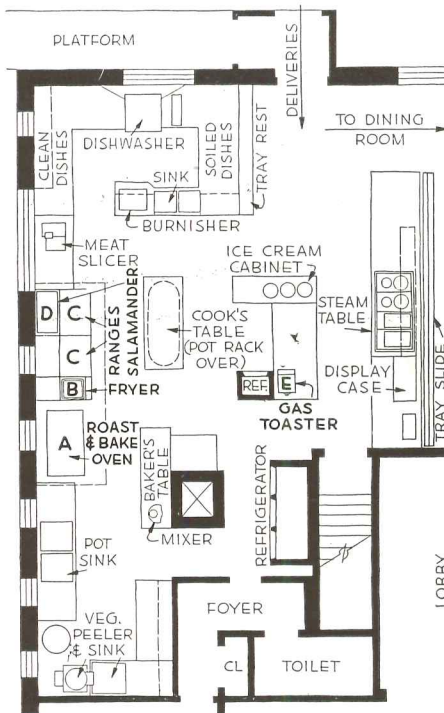 PLATFORM
DELIVERIES
TO DINING
ROOM
CLEAN
DISHES
DISHWASHER
SOILED
DISHES
TRAY REST
SINK
BURNISHER
MEAT
SLICER
ICE CREAM
CABINET
D
C
C
RANGES
SALAMANDER
COOK'S
TABLE
(POT RACK
OVER)
STEAM
TABLE
B
FRYER
REF.
E
GAS
TOASTER
DISPLAY
CASE
TRAY SLIDE
A
ROAST
& BAKE
OVEN
BAKER'S
TABLE
MIXER
REFRIGERATOR
POT
SINK
LOBBY
FOYER
VEG.
PEELER
& SINK
CL
TOILET